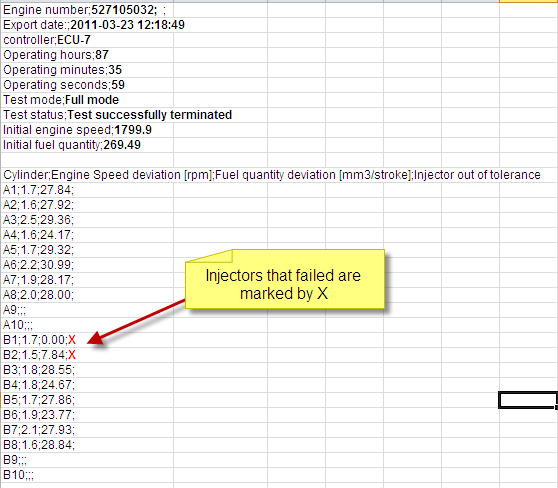 Engine number;527105032; ;
Export date:;2011-03-23 12:18:49
controller;ECU-7
Operating hours;87
Operating minutes;35
Operating seconds;59
Test mode;Full mode
Test status;Test successfully terminated
Initial engine speed;1799.9
Initial fuel quantity;269.49
Cylinder;Engine Speed deviation [rpm];Fuel quantity deviation [mm3/stroke];Injector out of tolerance
A1;1.7;27.84;
A2;1.6;27.92;
A3;2.5;29.36;
A4;1.6;24.17;
A5;1.7;29.32;
A6;2.2;30.99;
A7;1.9;28.17;
A8;2.0;28.00;
A9;;;
A10;;;
B1;1.7;0.00;X
B2;1.5;7.84;X
B3;1.8;28.55;
B4;1.8;24.67;
B5;1.7;27.86;
B6;1.9;23.77;
B7;2.1;27.93;
B8;1.6;28.84;
B9;;;
B10;;;
Injectors that failed are
marked by X